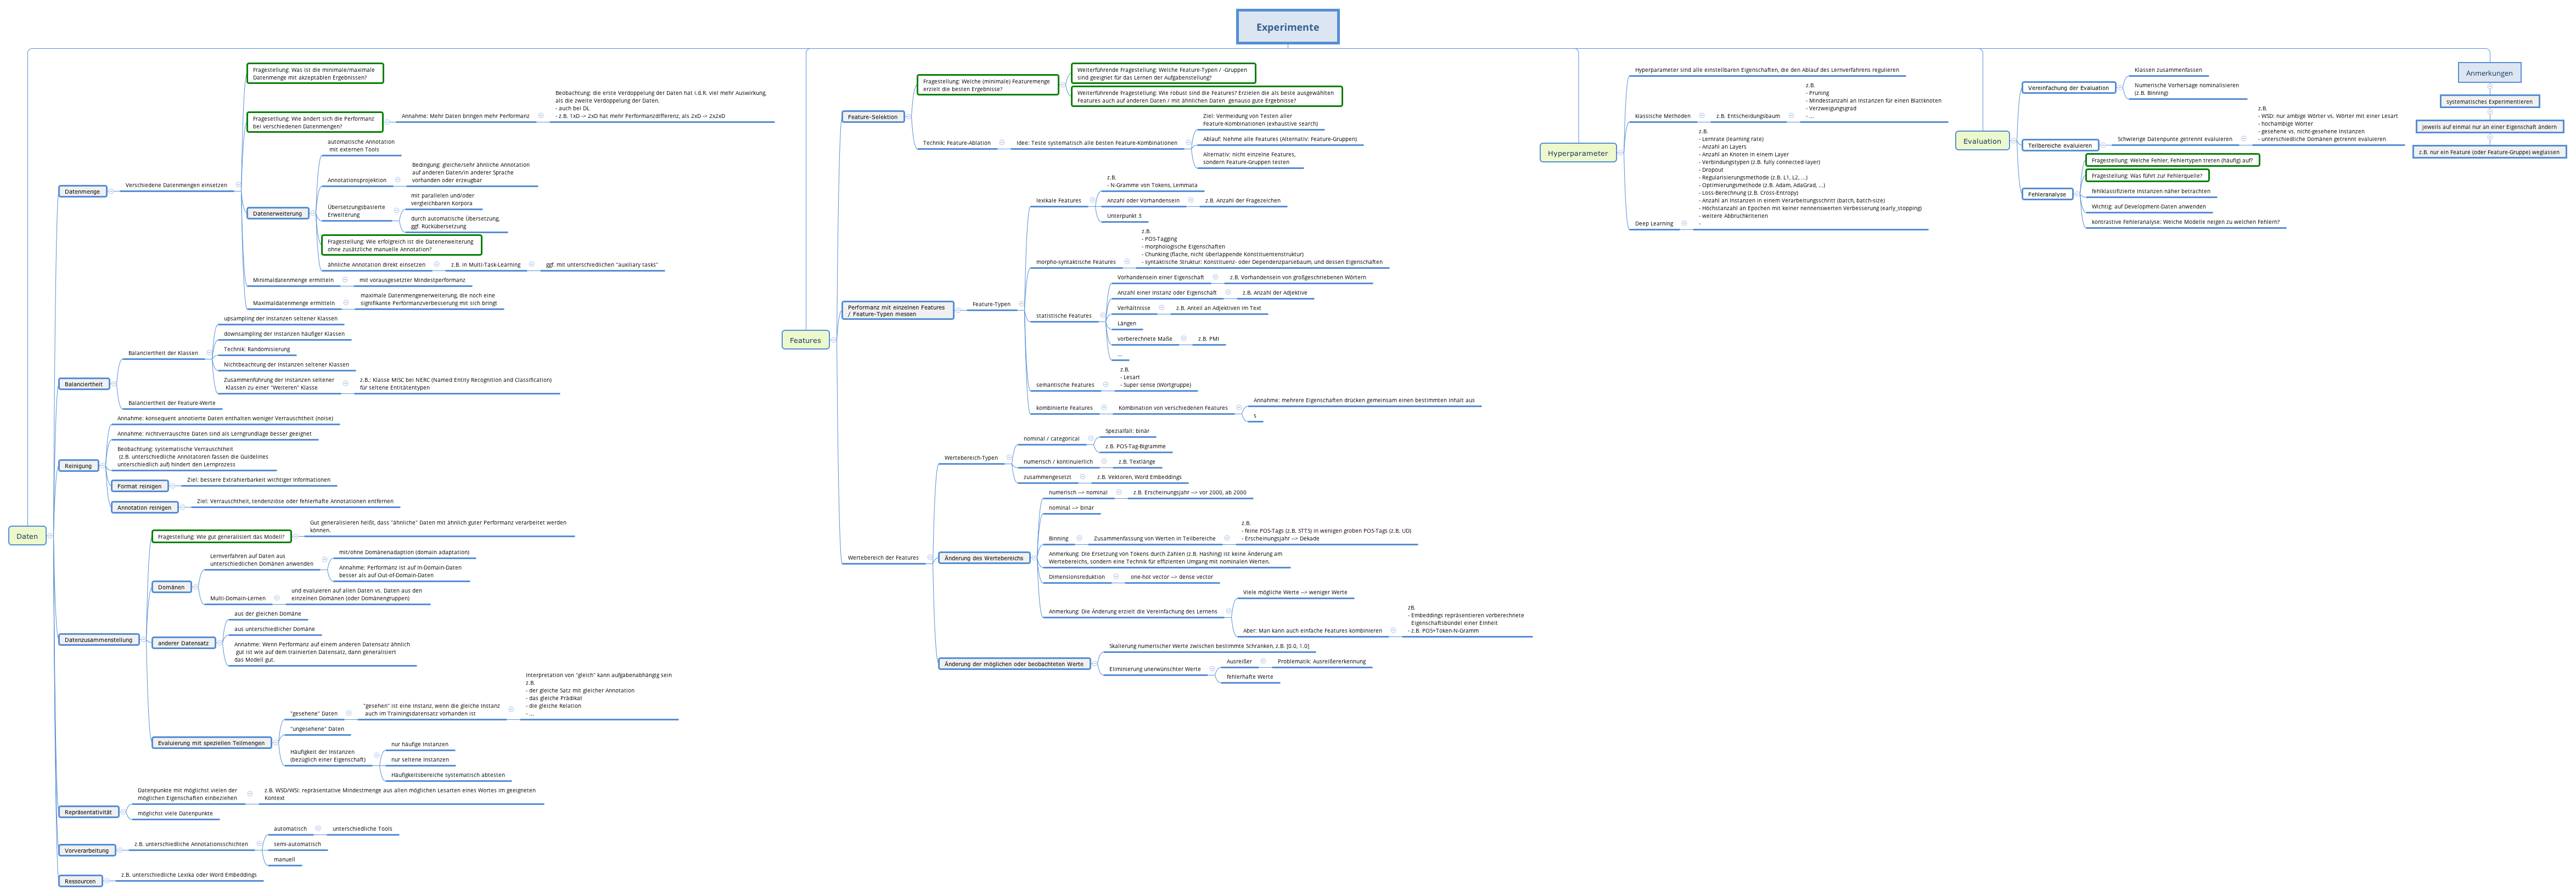 Experimente
Daten
Datenmenge
Verschiedene Datenmengen einsetzen
Fragestellung: Was ist die minimale/maximale
Datenmenge mit akzeptablen Ergebnissen?
Fragesetllung: Wie ändert sich die Performanz
bei verschiedenen Datenmengen?
Annahme: Mehr Daten bringen mehr Performanz
Beobachtung: die erste Verdoppelung der Daten hat i.d.R. viel mehr Auswirkung,
als die zweite Verdoppelung der Daten.
- auch bei DL
- z.B. 1xD -> 2xD hat mehr Performanzdifferenz, als 2xD -> 2x2xD
Datenerweiterung
automatische Annotation
mit externen Tools
Annotationsprojektion
Bedingung: gleiche/sehr ähnliche Annotation
auf anderen Daten/in anderer Sprache
vorhanden oder erzeugbar
Übersetzungsbasierte
Erweiterung
mit parallelen und/oder
vergleichbaren Korpora
durch automatische Übersetzung,
ggf. Rückübersetzung
Fragestellung: Wie erfolgreich ist die Datenerweiterung
ohne zusätzliche manuelle Annotation?
ähnliche Annotation direkt einsetzen
z.B. in Multi-Task-Learning
ggf. mit unterschiedlichen "auxiliary tasks"
Minimaldatenmenge ermitteln
mit vorausgesetzter Mindestperformanz
Maximaldatenmenge ermitteln
maximale Datenmengenerweiterung, die noch eine
signifikante Performanzverbesserung mit sich bringt
Balanciertheit
Balanciertheit der Klassen
upsampling der Instanzen seltener Klassen
downsampling der Instanzen häufiger Klassen
Technik: Randomisierung
Nichtbeachtung der Instanzen seltener Klassen
Zusammenführung der Instanzen seltener
Klassen zu einer "Weiteren" Klasse
z.B.: Klasse MISC bei NERC (Named Entity Recognition and Classification)
für seltene Entitätentypen
Balanciertheit der Feature-Werte
Reinigung
Annahme: konsequent annotierte Daten enthalten weniger Verrauschtheit (noise)
Annahme: nichtverrauschte Daten sind als Lerngrundlage besser geeignet
Beobachtung: systematische Verrauschtheit
(z.B. unterschiedliche Annotatoren fassen die Guidelines
unterschiedlich auf) hindert den Lernprozess
Format reinigen
Ziel: bessere Extrahierbarkeit wichtiger Informationen
Annotation reinigen
Ziel: Verrauschtheit, tendenziöse oder fehlerhafte Annotationen entfernen
Datenzusammenstellung
Fragestellung: Wie gut generalisiert das Modell?
Gut generalisieren heißt, dass "ähnliche" Daten mit ähnlich guter Performanz verarbeitet werden
können.
Domänen
Lernverfahren auf Daten aus
unterschiedlichen Domänen anwenden
mit/ohne Domänenadaption (domain adaptation)
Annahme: Performanz ist auf In-Domain-Daten
besser als auf Out-of-Domain-Daten
Multi-Domain-Lernen
und evaluieren auf allen Daten vs. Daten aus den
einzelnen Domänen (oder Domänengruppen)
anderer Datensatz
aus der gleichen Domäne
aus unterschiedlicher Domäne
Annahme: Wenn Performanz auf einem anderen Datensatz ähnlich
gut ist wie auf dem trainierten Datensatz, dann generalisiert
das Modell gut.
Evaluierung mit speziellen Teilmengen
"gesehene" Daten
"gesehen" ist eine Instanz, wenn die gleiche Instanz
auch im Trainingsdatensatz vorhanden ist
Interpretation von "gleich" kann aufgabenabhängig sein
z.B.
- der gleiche Satz mit gleicher Annotation
- das gleiche Prädikat
- die gleiche Relation
- ...
"ungesehene" Daten
Häufigkeit der Instanzen
(bezüglich einer Eigenschaft)
nur häufige Instanzen
nur seltene Instanzen
Häufigkeitsbereiche systematisch abtesten
Repräsentativität
Datenpunkte mit möglichst vielen der
möglichen Eigenschaften einbeziehen
z.B. WSD/WSI: repräsentative Mindestmenge aus allen möglichen Lesarten eines Wortes im geeigneten
Kontext
möglichst viele Datenpunkte
Vorverarbeitung
z.B. unterschiedliche Annotationsschichten
automatisch
unterschiedliche Tools
semi-automatisch
manuell
Ressourcen
z.B. unterschiedliche Lexika oder Word Embeddings
Features
Feature-Selektion
Fragestellung: Welche (minimale) Featuremenge
erzielt die besten Ergebnisse?
Weiterführende Fragestellung: Welche Feature-Typen / -Gruppen
sind geeignet für das Lernen der Aufgabenstellung?
Weiterführende Fragestellung: Wie robust sind die Features? Erzielen die als beste ausgewählten
Features auch auf anderen Daten / mit ähnlichen Daten genauso gute Ergebnisse?
Technik: Feature-Ablation
Idee: Teste systematisch alle besten Feature-Kombinationen
Ziel: Vermeidung von Testen aller
Feature-Kombinationen (exhaustive search)
Ablauf: Nehme alle Features (Alternativ: Feature-Gruppen)
Alternativ: nicht einzelne Features,
sondern Feature-Gruppen testen
Performanz mit einzelnen Features
/ Feature-Typen messen
Feature-Typen
lexikale Features
z.B.
- N-Gramme von Tokens, Lemmata
Anzahl oder Vorhandensein
z.B. Anzahl der Fragezeichen
Unterpunkt 3
morpho-syntaktische Features
z.B.
- POS-Tagging
- morphologische Eigenschaften
- Chunking (flache, nicht überlappende Konstituentenstruktur)
- syntaktische Struktur: Konstituenz- oder Dependenzparsebaum, und dessen Eigenschaften
statistische Features
Vorhandensein einer Eigenschaft
z.B. Vorhandensein von großgeschriebenen Wörtern
Anzahl einer Instanz oder Eigenschaft
z.B. Anzahl der Adjektive
Verhältnisse
z.B. Anteil an Adjektiven im Text
Längen
vorberechnete Maße
z.B. PMI
...
semantische Features
z.B.
- Lesart
- Super sense (Wortgruppe)
kombinierte Features
Kombination von verschiedenen Features
Annahme: mehrere Eigenschaften drücken gemeinsam einen bestimmten Inhalt aus
s
Wertebereich der Features
Wertebereich-Typen
nominal / categorical
Spezialfall: binär
z.B. POS-Tag-Bigramme
numerisch / kontinuierlich
z.B. Textlänge
zusammengesetzt
z.B. Vektoren, Word Embeddings
Änderung des Wertebereichs
numerisch --> nominal
z.B. Erscheinungsjahr --> vor 2000, ab 2000
nominal --> binär
Binning
Zusammenfassung von Werten in Teilbereiche
z.B.
- feine POS-Tags (z.B. STTS) in wenigen groben POS-Tags (z.B. UD)
- Erscheinungsjahr --> Dekade
Anmerkung: Die Ersetzung von Tokens durch Zahlen (z.B. Hashing) ist keine Änderung am
Wertebereichs, sondern eine Technik für effizienten Umgang mit nominalen Werten.
Dimensionsreduktion
one-hot vector --> dense vector
Anmerkung: Die Änderung erzielt die Vereinfachung des Lernens
Viele mögliche Werte --> weniger Werte
Aber: Man kann auch einfache Features kombinieren
zB.
- Embeddings repräsentieren vorberechnete
Eigenschaftsbündel einer Einheit
- z.B. POS+Token-N-Gramm
Änderung der möglichen oder beobachteten Werte
Skalierung numerischer Werte zwischen bestimmte Schranken, z.B. [0.0, 1.0]
Eliminierung unerwünschter Werte
Ausreißer
Problematik: Ausreißererkennung
fehlerhafte Werte
Hyperparameter
Hyperparameter sind alle einstellbaren Eigenschaften, die den Ablauf des Lernverfahrens regulieren
klassische Methoden
z.B. Entscheidungsbaum
z.B.
- Pruning
- Mindestanzahl an Instanzen für einen Blattknoten
- Verzweigungsgrad
- ...
Deep Learning
z.B.
- Lernrate (learning rate)
- Anzahl an Layers
- Anzahl an Knoten in einem Layer
- Verbindungstypen (z.B. fully connected layer)
- Dropout
- Regularisierungsmethode (z.B. L1, L2, ...)
- Optimierungsmethode (z.B. Adam, AdaGrad, ...)
- Loss-Berechnung (z.B. Cross-Entropy)
- Anzahl an Instanzen in einem Verarbeitungsschritt (batch, batch-size)
- Höchstanzahl an Epochen mit keiner nennenswerten Verbesserung (early_stopping)
- weitere Abbruchkriterien
-
Evaluation
Vereinfachung der Evaluation
Klassen zusammenfassen
Numerische Vorhersage nominalisieren
(z.B. Binning)
Teilbereiche evaluieren
Schwierige Datenpunkte getrennt evaluieren
z.B.
- WSD: nur ambige Wörter vs. Wörter mit einer Lesart
- hochambige Wörter
- gesehene vs. nicht-gesehene Instanzen
- unterschiedliche Domänen getrennt evaluieren
Fehleranalyse
Fragestellung: Welche Fehler, Fehlertypen treten (häufig) auf?
Fragestellung: Was führt zur Fehlerquelle?
fehlklassifizierte Instanzen näher betrachten
Wichtig: auf Development-Daten anwenden
kontrastive Fehleranalyse: Welche Modelle neigen zu welchen Fehlern?
Anmerkungen
systematisches Experimentieren
jeweils auf einmal nur an einer Eigenschaft ändern
z.B. nur ein Feature (oder Feature-Gruppe) weglassen